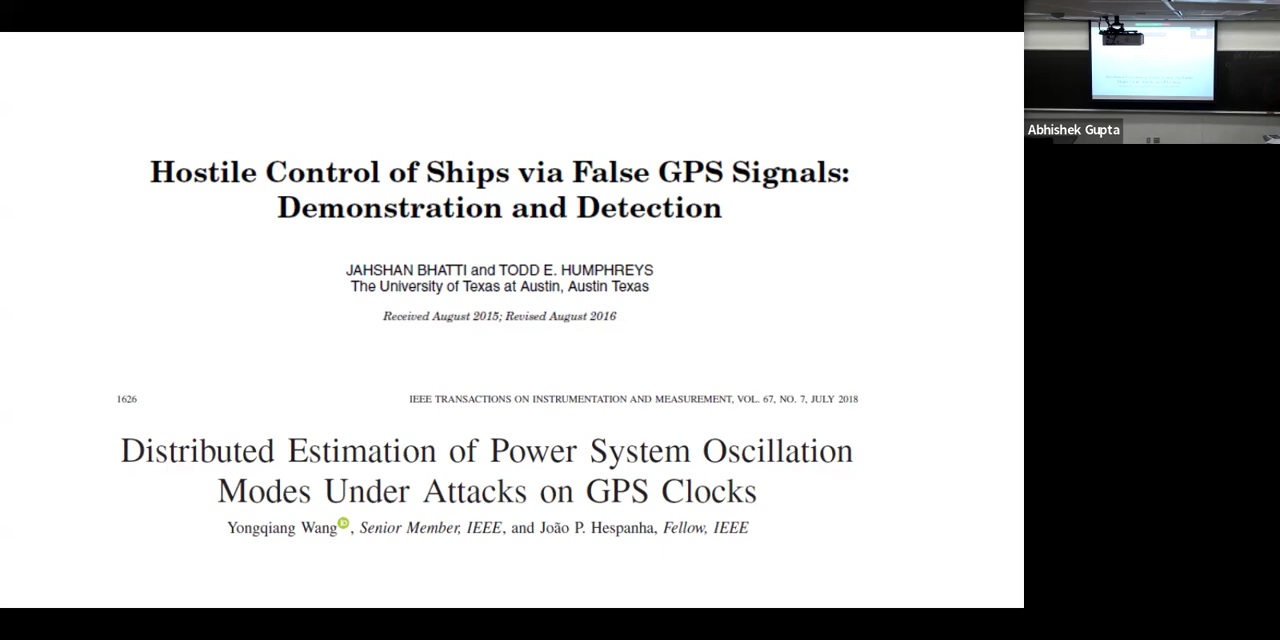 Hostile Control of Ships via False GPS Signals:
Demonstration and Detection
JAHSHAN BHATTI and TODD E. HUMPHREYS
The University of Texas at Austin, Austin Texas
Received August 2015; Revised August 2016
1626 IEEE TRANSACTIONS ON INSTRUMENTATION AND MEASUREMENT, VOL. 67, NO. 7, JULY 2018
Distributed Estimation of Power System Oscillation
Modes Under Attacks on GPS Clocks
Yongqiang Wang, Senior Member, IEEE, and João P. Hespanha, Fellow, IEEE
Abhishek Gupta